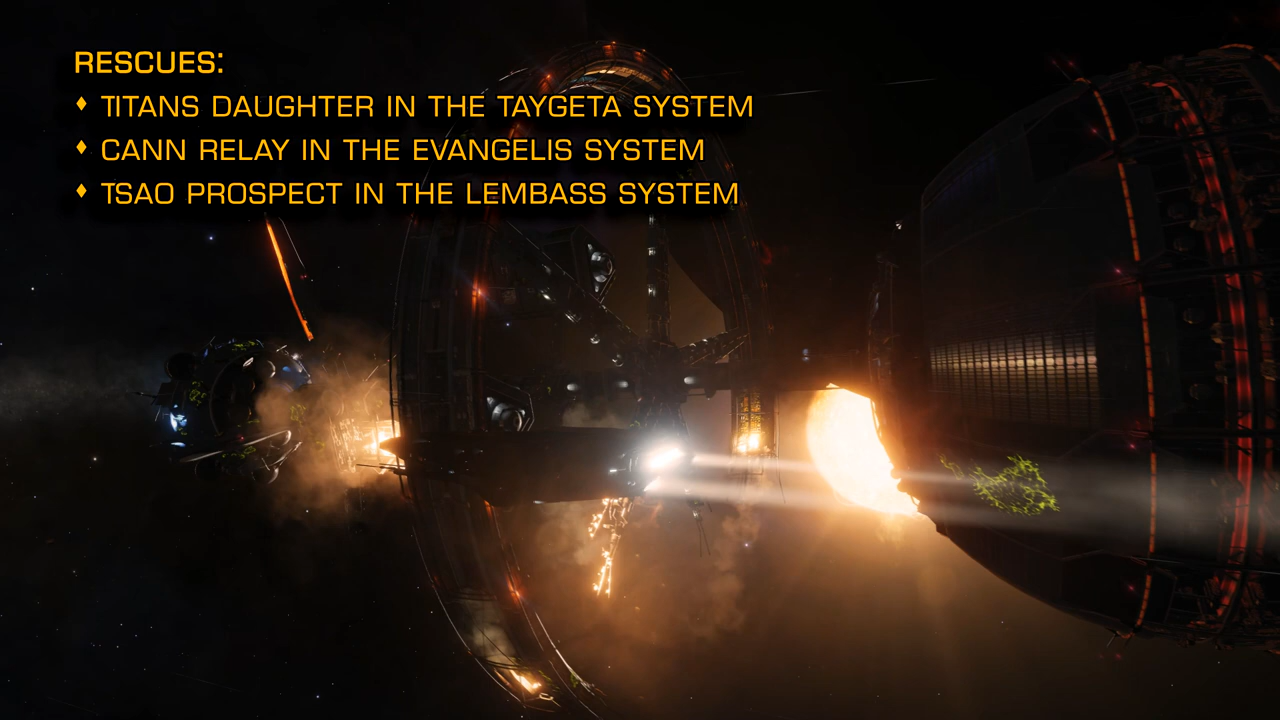 RESCUES:
♦ TITANS DAUGHTER IN THE TAYGETA SYSTEM
♦ CANN RELAY IN THE EVANGELIS SYSTEM
♦ TSAO PROSPECT IN THE LEMBASS SYSTEM